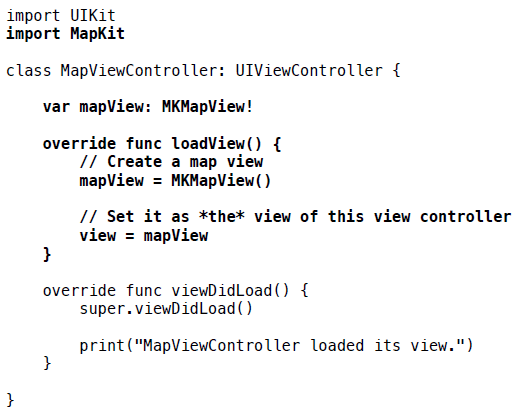 import UIKit
import MapKit

class MapViewController: UIViewController {

    var mapView: MKMapView!

    override func loadView() {
        // Create a map view
        mapView = MKMapView()

        // Set it as *the* view of this view controller
        view = mapView
    }

    override func viewDidLoad() {
        super.viewDidLoad()

        print("MapViewController loaded its view.")
    }

}